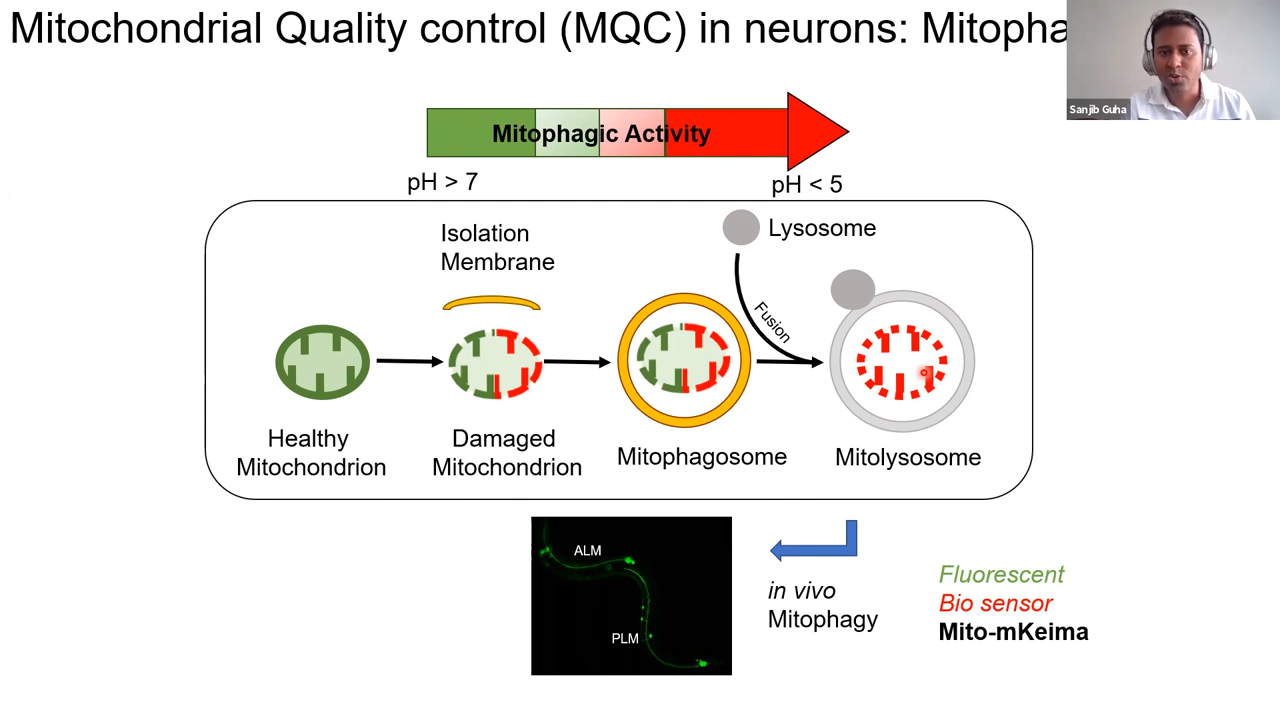 Mitochondrial Quality control (MQC) in neurons: Mitopha
Sanjib Guha
Mitophagic Activity
pH > 7
pH < 5
Isolation
Membrane
Lysosome
Fusion
Healthy
Mitochondrion
Damaged
Mitochondrion
Mitophagosome
Mitolysosome
ALM
PLM
in vivo
Mitophagy
Fluorescent
Bio sensor
Mito-mKeima